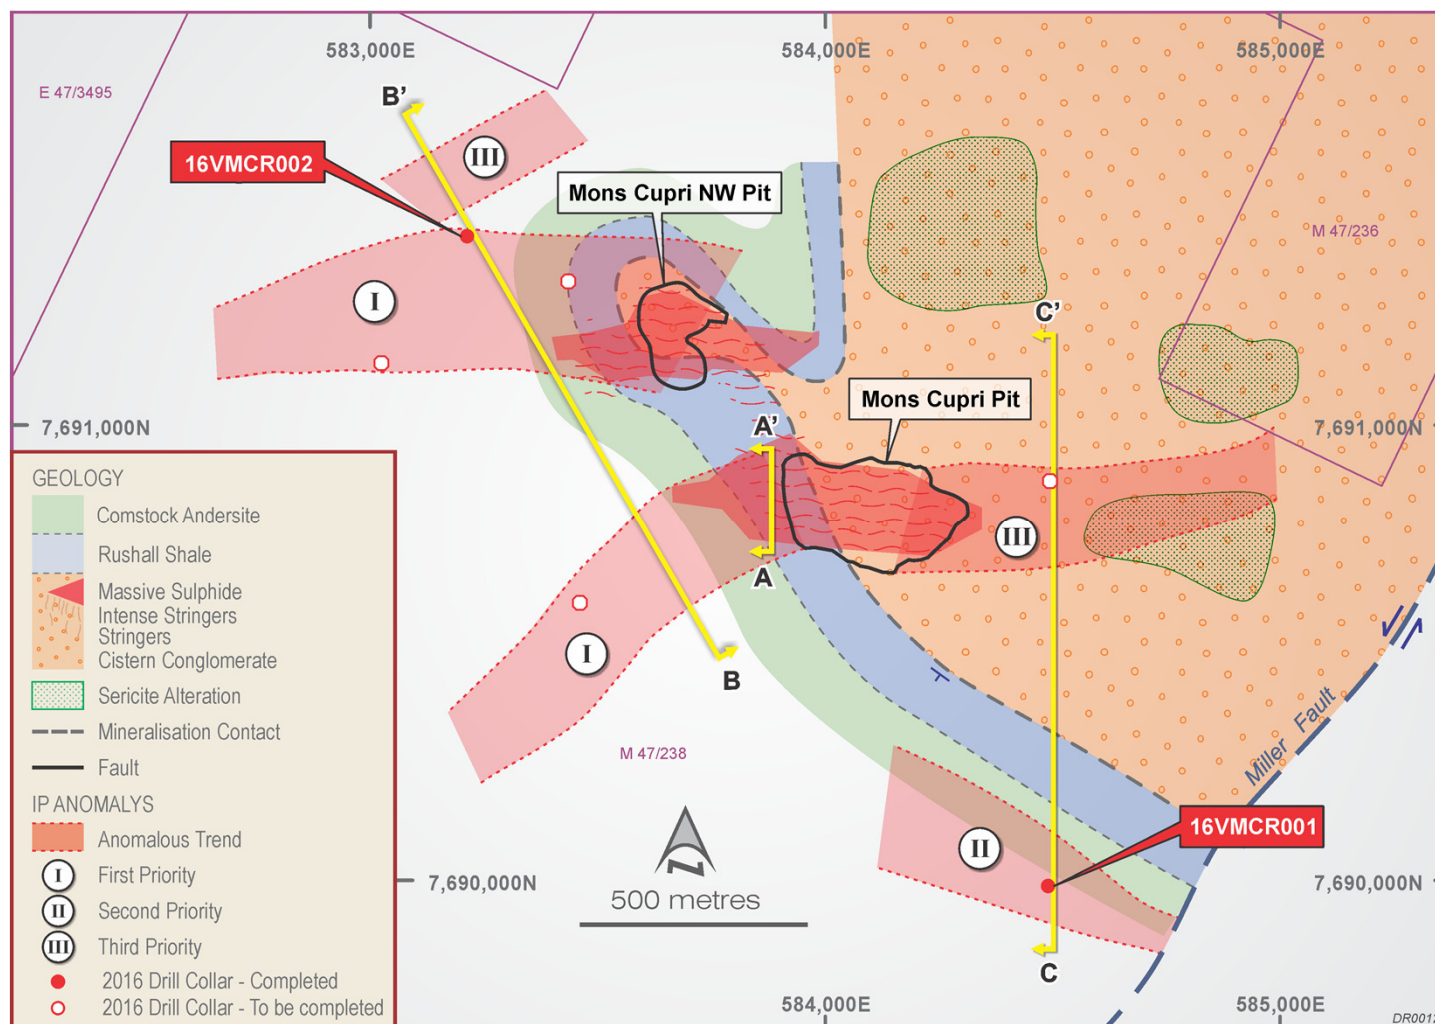 583,000E
584,000E
585,000E
E 47/3495
B'
III
16VMCR002
Mons Cupri NW Pit
M 47/236
I
C'
Mons Cupri Pit
7,691,000N
A'
7,691,000N
III
A
I
B
M 47/238
Miller Fault
16VMCR001
II
7,690,000N
7,690,000N
500 metres
C
584,000E
585,000E
GEOLOGY
Comstock Andersite
Rushall Shale
Massive Sulphide
Intense Stringers
Stringers
Cistern Conglomerate
Sericite Alteration
Mineralisation Contact
Fault
IP ANOMALYS
Anomalous Trend
I First Priority
II Second Priority
III Third Priority
2016 Drill Collar - Completed
2016 Drill Collar - To be completed